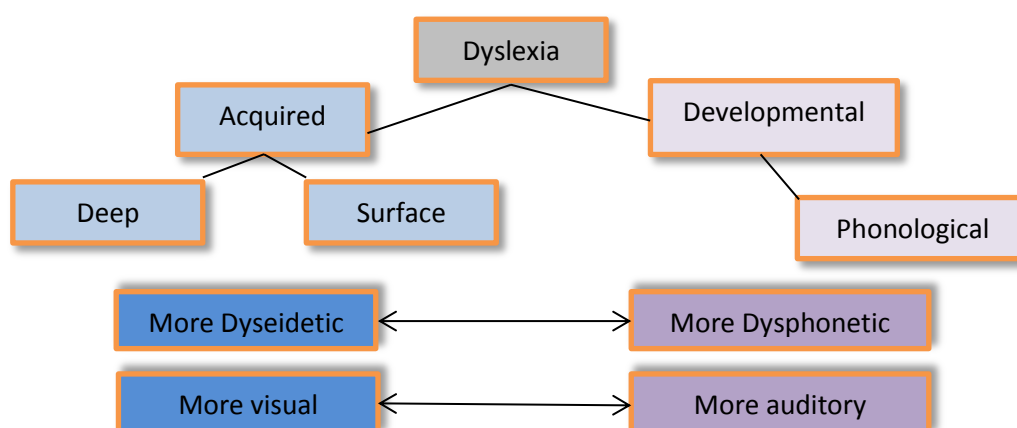 Dyslexia
Acquired
Developmental
Deep
Surface
Phonological
More Dyseidetic
More Dysphonetic
More visual
More auditory